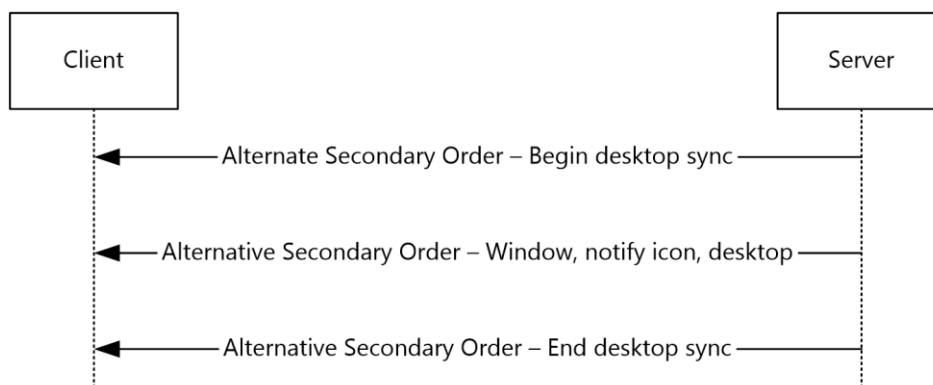 Client
Server
Alternate Secondary Order – Begin desktop sync
Alternative Secondary Order – Window, notify icon, desktop
Alternative Secondary Order – End desktop sync